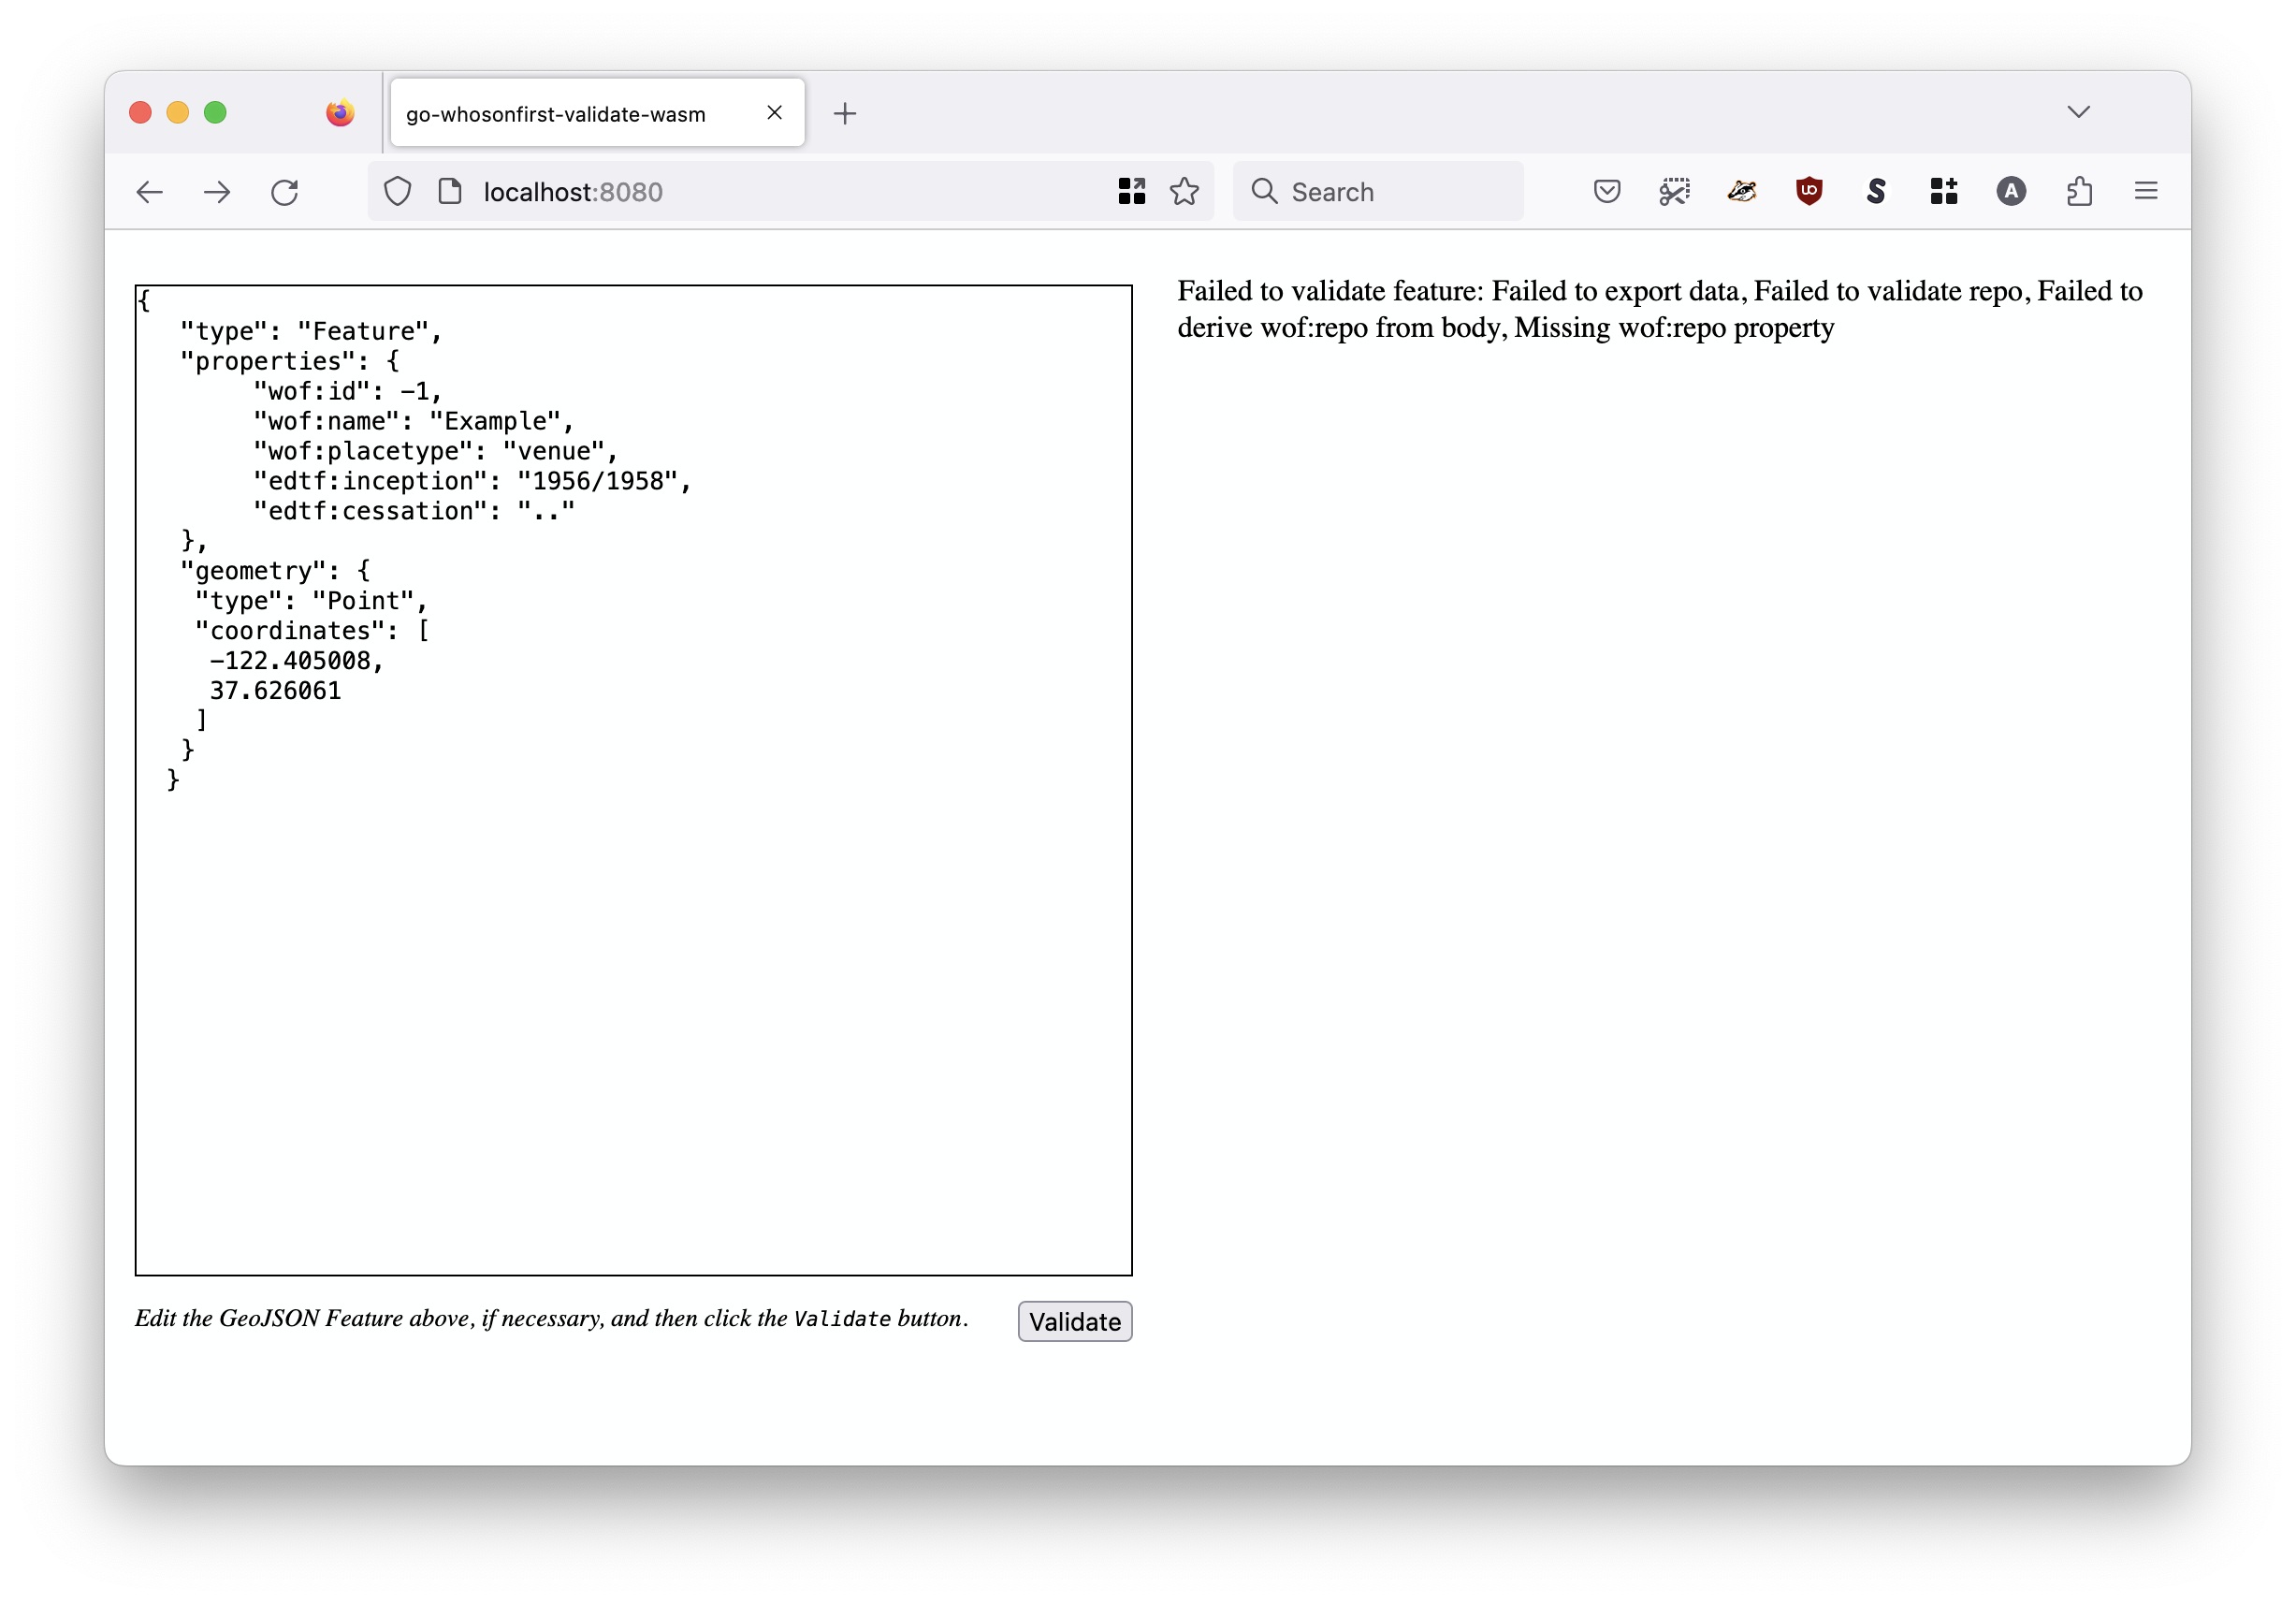 go-whosonfirst-validate-wasm
localhost:8080
Search
{
   "type": "Feature",
   "properties": {
        "wof:id": -1,
        "wof:name": "Example",
        "wof:placetype": "venue",
        "edtf:inception": "1956/1958",
        "edtf:cessation": ".."
   },
   "geometry": {
    "type": "Point",
    "coordinates": [
     -122.405008,
     37.626061
    ]
   }
  }
Failed to validate feature: Failed to export data, Failed to validate repo, Failed to
derive wof:repo from body, Missing wof:repo property
Edit the GeoJSON Feature above, if necessary, and then click the Validate button.
Validate